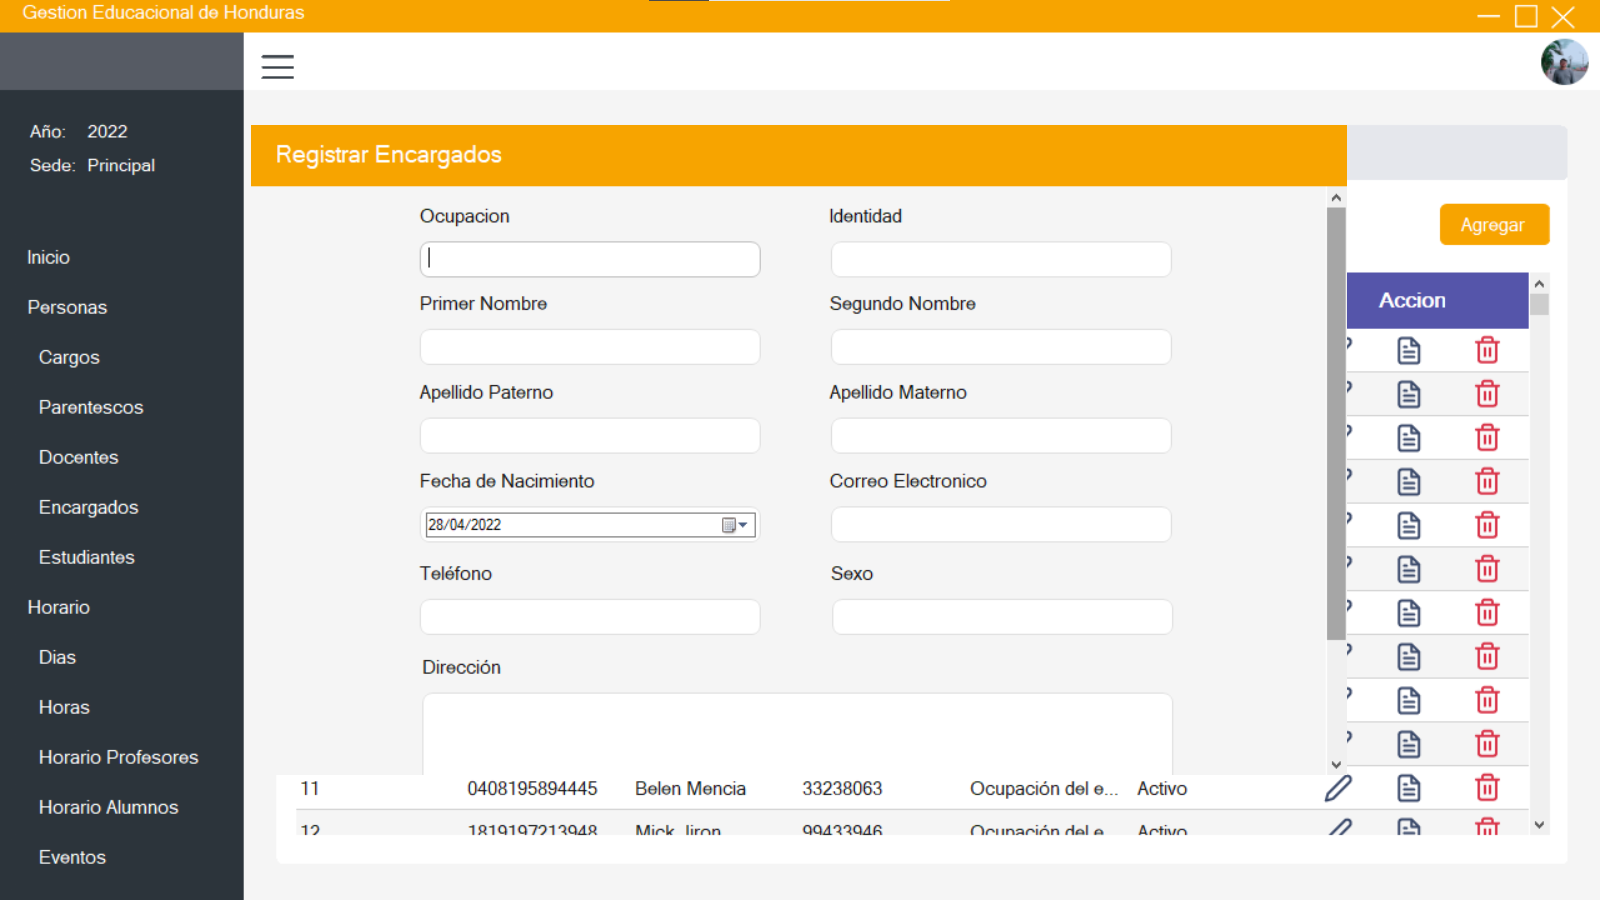 Gestion Educacional de Honduras
Año: 2022
Sede: Principal
Inicio
Personas
Cargos
Parentescos
Docentes
Encargados
Estudiantes
Horario
Dias
Horas
Horario Profesores
Horario Alumnos
Eventos
Registrar Encargados
Agregar
Accion
Ocupacion
Identidad
Primer Nombre
Segundo Nombre
Apellido Paterno
Apellido Materno
Fecha de Nacimiento
Correo Electronico
28/04/2022
Teléfono
Sexo
Dirección
11 0408195894445 Belen Mencia 33238063 Ocupación del e... Activo
12 1819197213948 Mick Jiron 99433946 Ocupación del e Activo